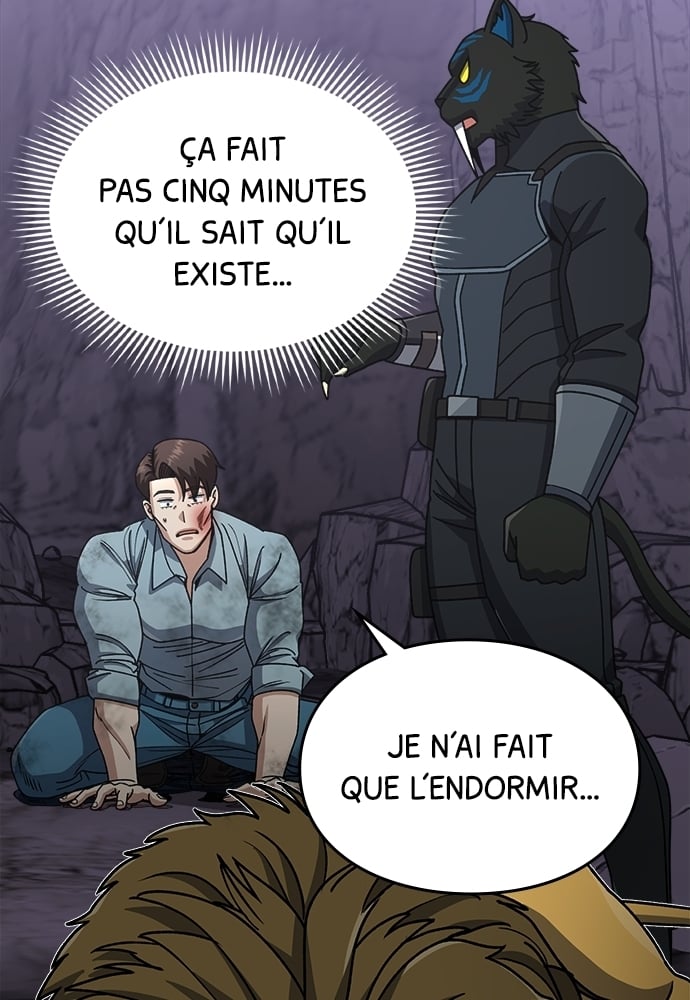 ÇA FAIT
PAS CINQ MINUTES
QU'IL SAIT QU'IL
EXISTE...
JE N'AI FAIT
QUE L'ENDORMIR...